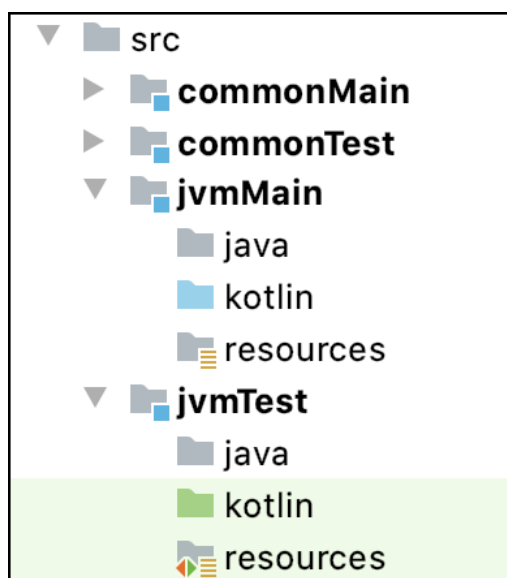 src
commonMain
commonTest
jvmMain
java
kotlin
resources
jvmTest
java
kotlin
resources